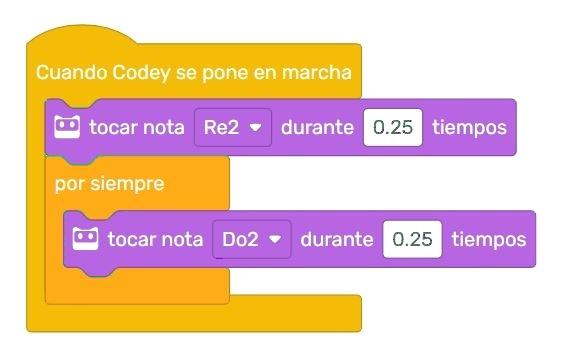 Cuando Codey se pone en marcha
tocar nota Re2 durante 0.25 tiempos
por siempre
tocar nota Do2 durante 0.25 tiempos